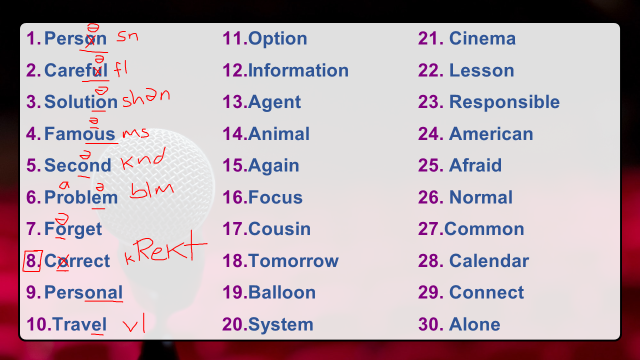 1. Person ə sn
2. Careful ə fl
3. Solution shən
4. Famous ə ms
5. Second ə knd
6. Problem a ə blm
7. Forget ə
8. Correct kRekt
9. Personal
10.Travel vl
11.Option
12.Information
13.Agent
14.Animal
15.Again
16.Focus
17.Cousin
18.Tomorrow
19.Balloon
20.System
21. Cinema
22. Lesson
23. Responsible
24. American
25. Afraid
26. Normal
27.Common
28. Calendar
29. Connect
30. Alone